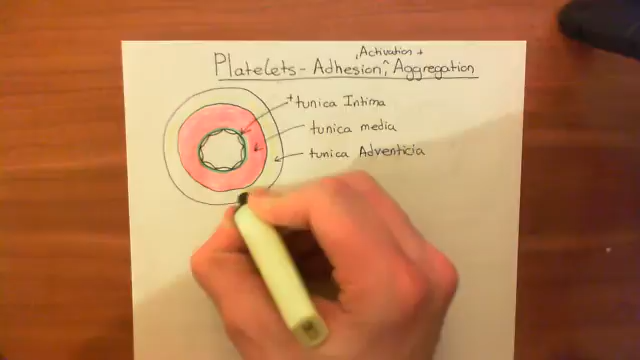 , Activation +
Platelets - Adhesion ^ Aggregation
+ tunica Intima
tunica media
tunica Adventicia